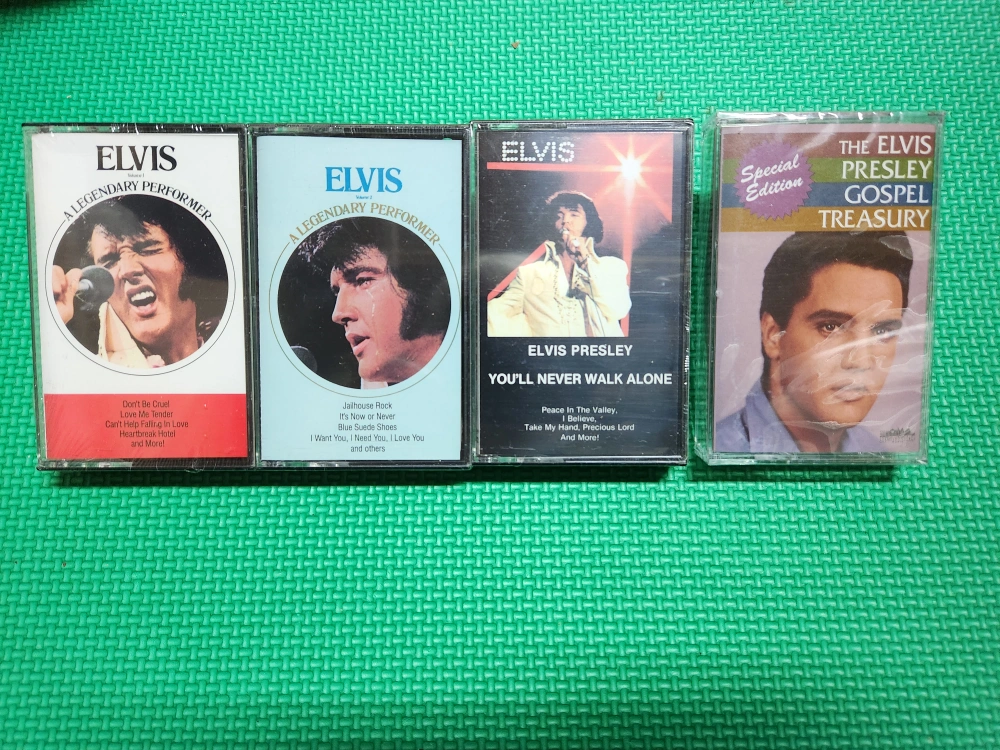 ELVIS
Volume 1
A LEGENDARY PERFORMER
Don't Be Cruel
Love Me Tender
Can't Help Falling In Love
Heartbreak Hotel
and More!
ELVIS
Volume 2
A LEGENDARY PERFORMER
Jailhouse Rock
It's Now or Never
Blue Suede Shoes
I Want You, I Need You, I Love You
and others
ELVIS
ELVIS PRESLEY
YOU'LL NEVER WALK ALONE
Peace In The Valley,
I Believe,
Take My Hand, Precious Lord
And More!
Special
Edition
THE ELVIS
PRESLEY
GOSPEL
TREASURY